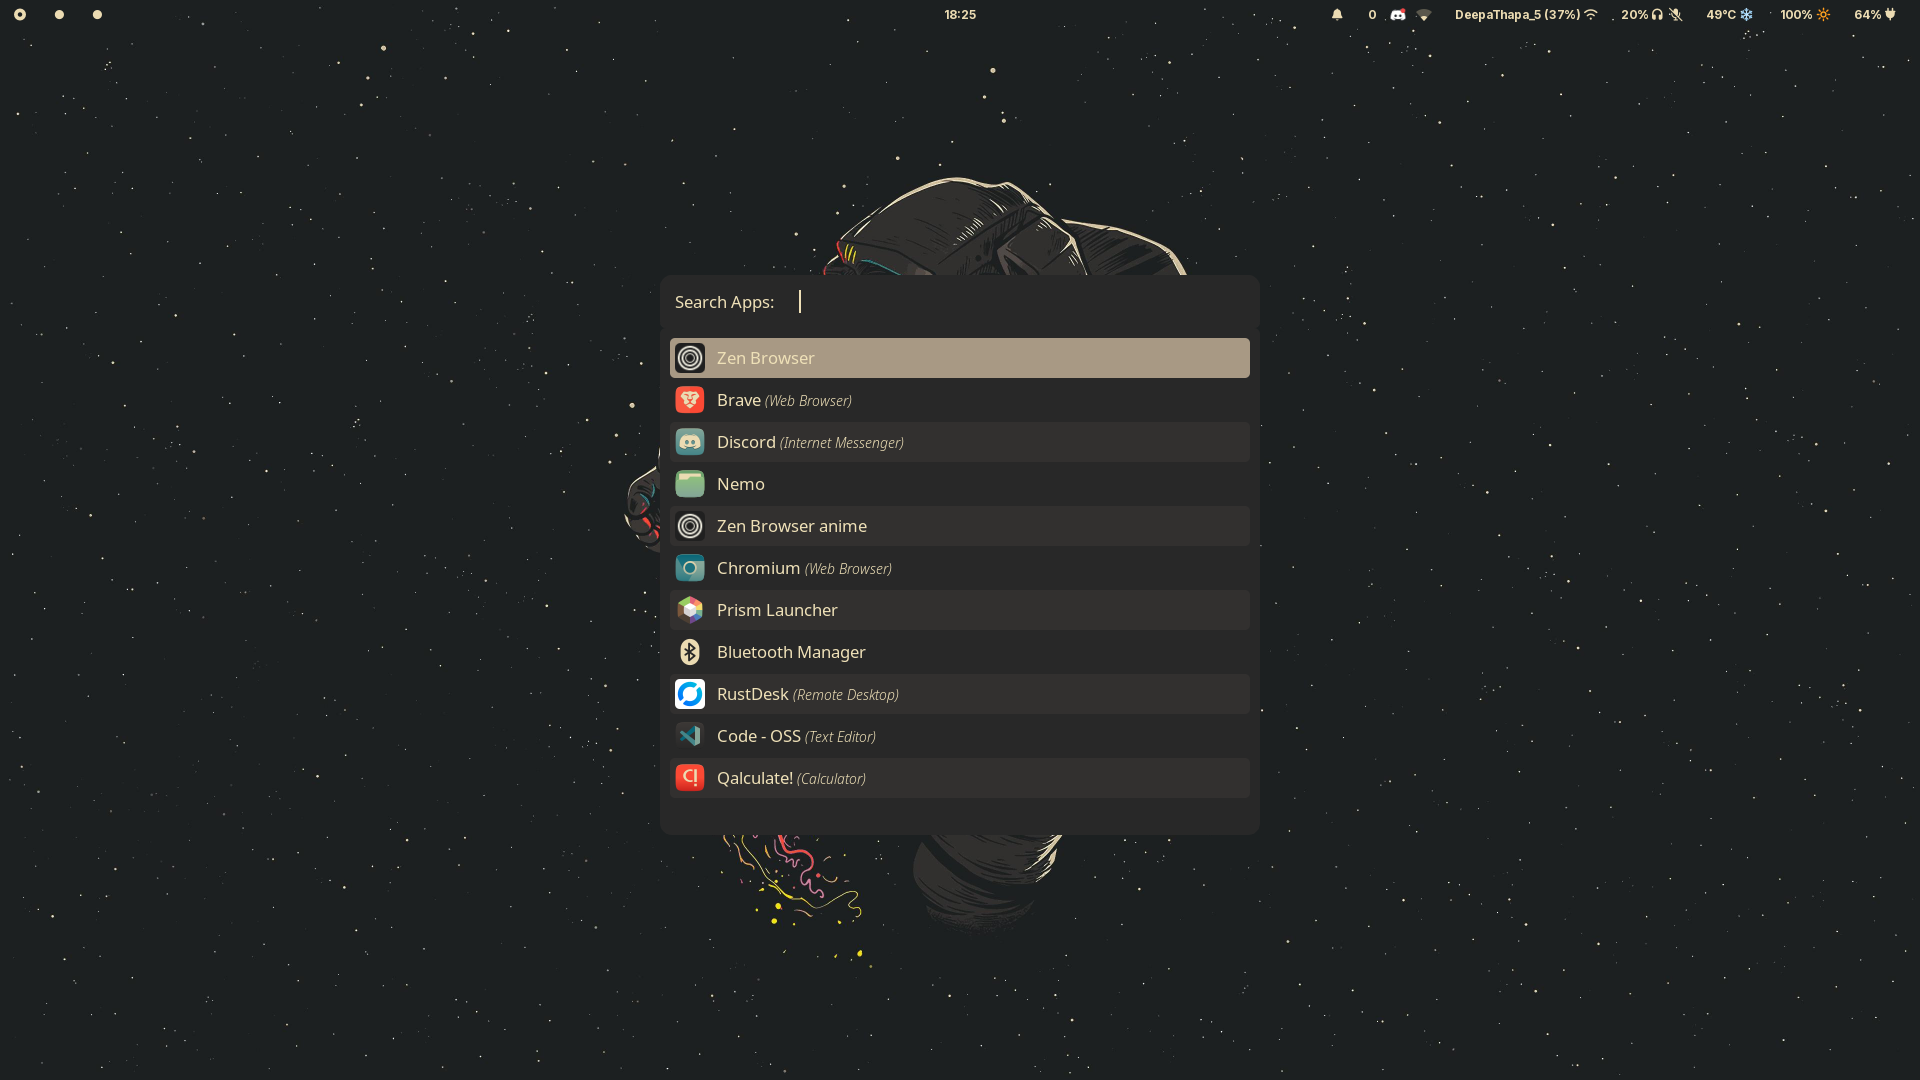 18:25
0
DeepaThapa_5 (37%)
20%
49°C
100%
64%
Search Apps:
Zen Browser
Brave (Web Browser)
Discord (Internet Messenger)
Nemo
Zen Browser anime
Chromium (Web Browser)
Prism Launcher
Bluetooth Manager
RustDesk (Remote Desktop)
Code - OSS (Text Editor)
Qalculate! (Calculator)